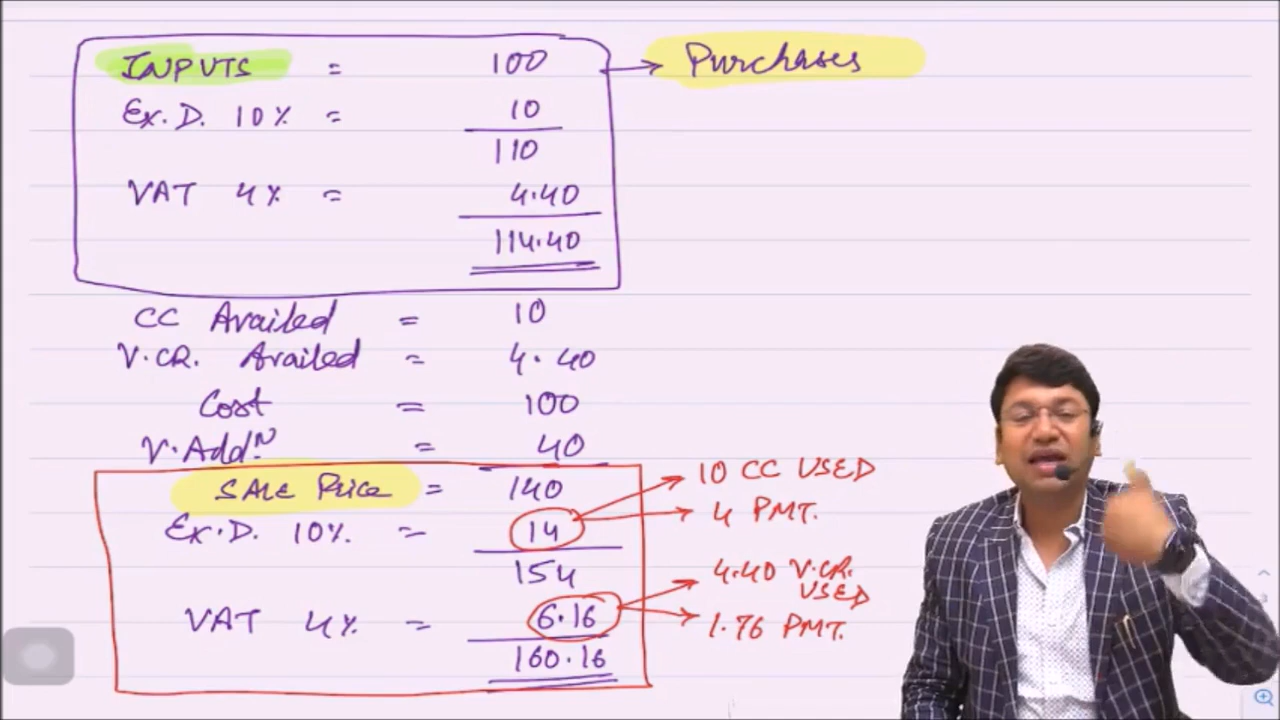 INPUTS = 100 → Purchases
Ex.D. 10% = 10
110
VAT 4% = 4.40
114.40
CC Availed = 10
V.CR. Availed = 4.40
Cost = 100
V.Addᴺ = 40
SALE Price = 140
Ex.D. 10% = 14
154
VAT 4% = 6.16
160.16
10 CC USED
4 PMT.
4.40 V.CR.
USED
1.76 PMT.